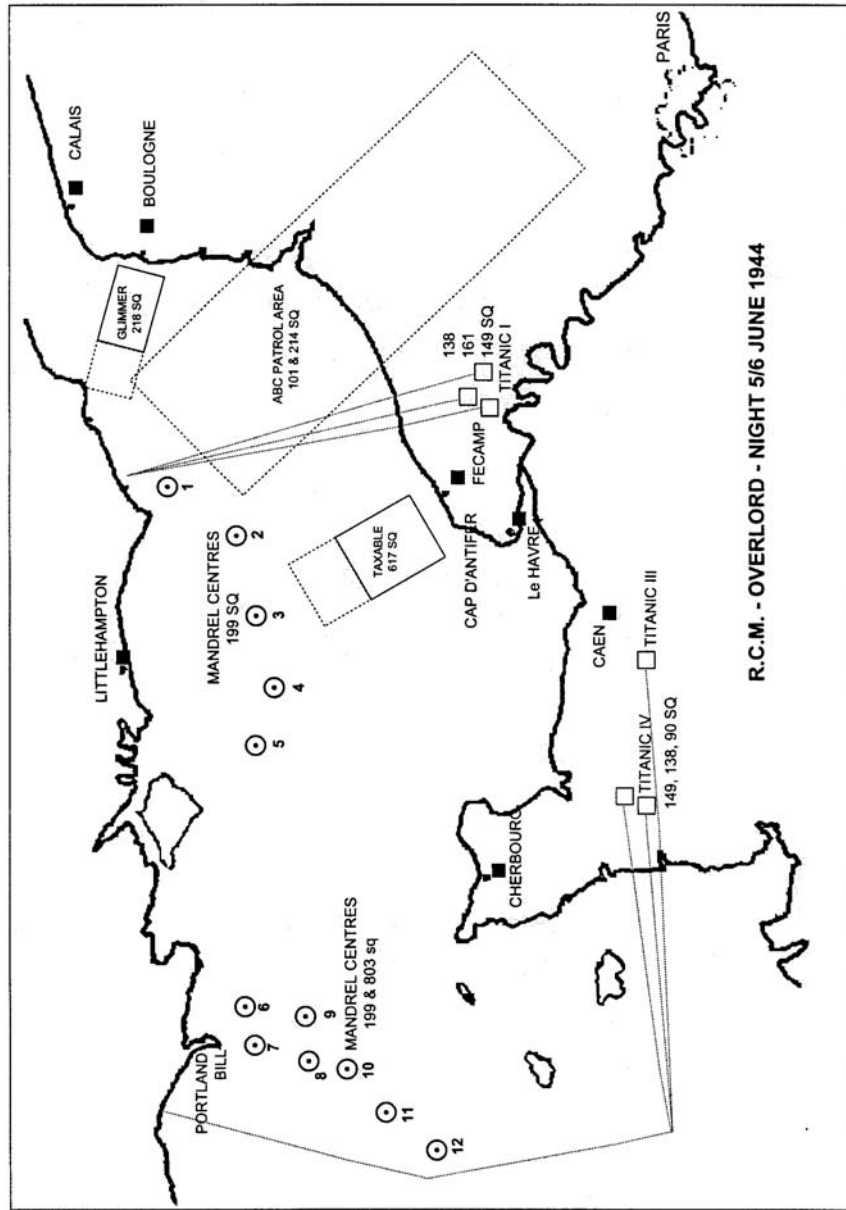 PORTLAND
BILL
LITTLEHAMPTON
CALAIS
BOULOGNE
PARIS
GLIMMER
218 SQ
ABC PATROL AREA
101 & 214 SQ
MANDREL CENTRES
199 SQ
1
2
3
4
5
TAXABLE
617 SQ
6
7
8
9
10
11
12
MANDREL CENTRES
199 & 803 sq
138
161
149 SQ
TITANIC I
FECAMP
CAP D'ANTIFER
Le HAVRE
CHERBOURG
CAEN
TITANIC III
TITANIC IV
149, 138, 90 SQ
R.C.M. - OVERLORD - NIGHT 5/6 JUNE 1944